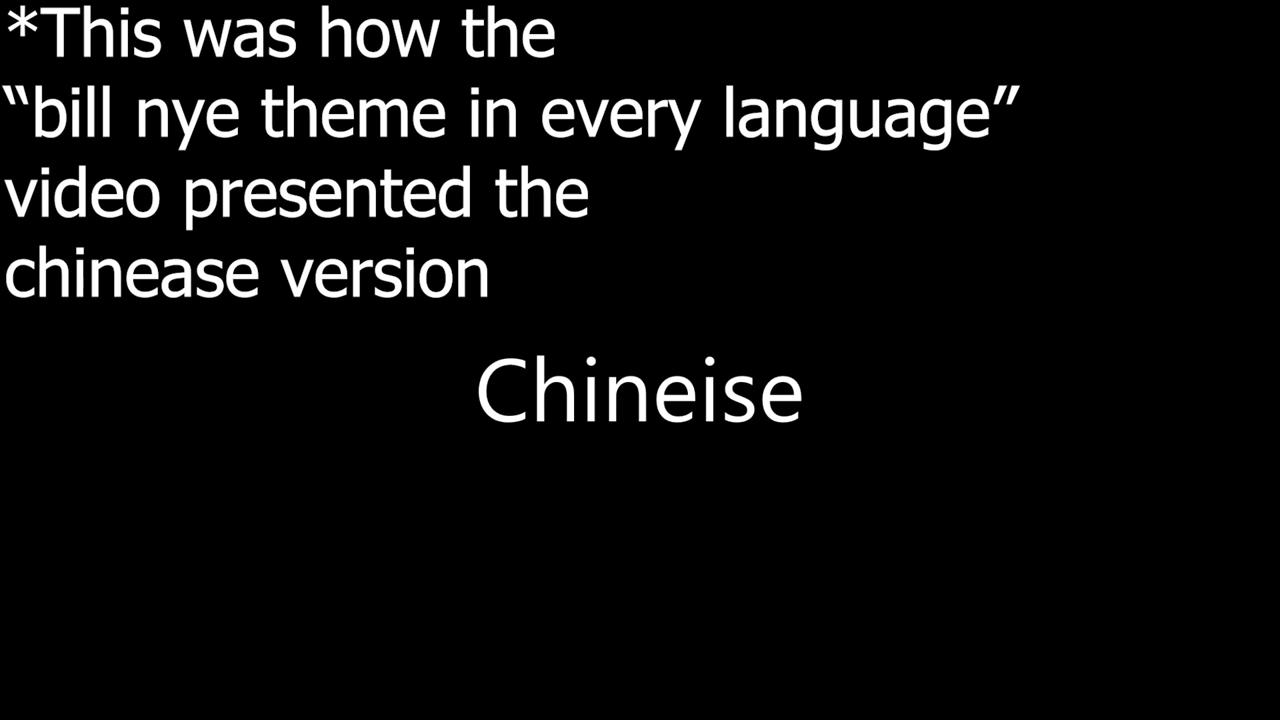 *This was how the
“bill nye theme in every language”
video presented the
chinease version
Chineise